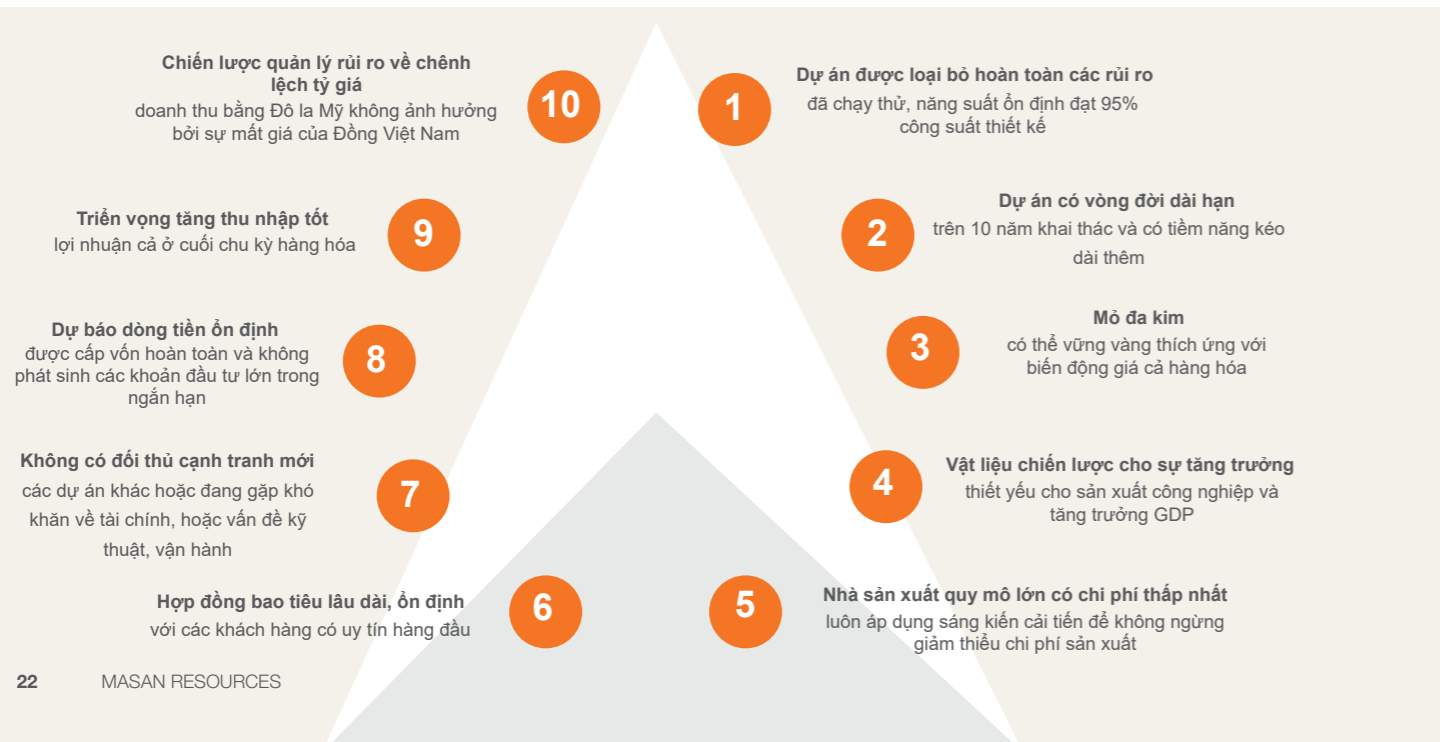 Chiến lược quản lý rủi ro về chênh
lệch tỷ giá
doanh thu bằng Đô la Mỹ không ảnh hưởng
bởi sự mất giá của Đồng Việt Nam
10
1
Dự án được loại bỏ hoàn toàn các rủi ro
đã chạy thử, năng suất ổn định đạt 95%
công suất thiết kế
Triển vọng tăng thu nhập tốt
lợi nhuận cả ở cuối chu kỳ hàng hóa
9
2
Dự án có vòng đời dài hạn
trên 10 năm khai thác và có tiềm năng kéo
dài thêm
Dự báo dòng tiền ổn định
được cấp vốn hoàn toàn và không
phát sinh các khoản đầu tư lớn trong
ngắn hạn
8
3
Mỏ đa kim
có thể vững vàng thích ứng với
biến động giá cả hàng hóa
Không có đối thủ cạnh tranh mới
các dự án khác hoặc đang gặp khó
khăn về tài chính, hoặc vấn đề kỹ
thuật, vận hành
7
4
Vật liệu chiến lược cho sự tăng trưởng
thiết yếu cho sản xuất công nghiệp và
tăng trưởng GDP
Hợp đồng bao tiêu lâu dài, ổn định
với các khách hàng có uy tín hàng đầu
6
5
Nhà sản xuất quy mô lớn có chi phí thấp nhất
luôn áp dụng sáng kiến cải tiến để không ngừng
giảm thiểu chi phí sản xuất
22 MASAN RESOURCES